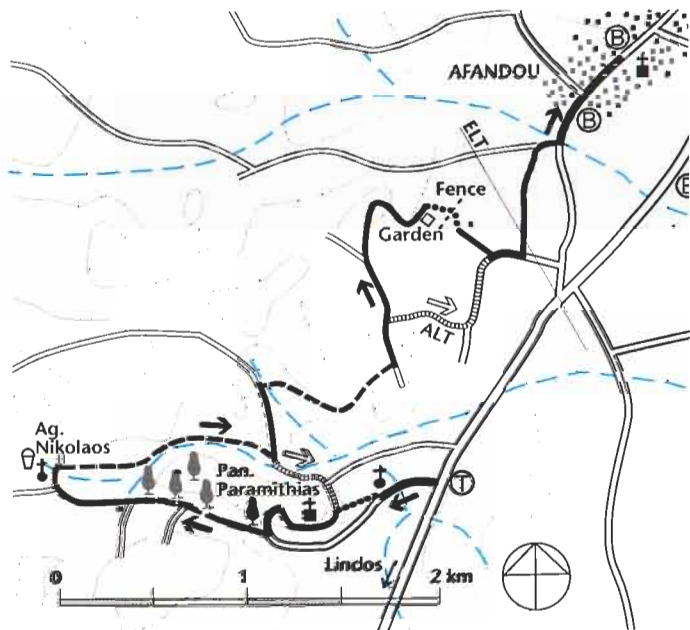 B
AFANDOU
B
ELT
B
Fence
Garden
ALT
Ag.
Nikolaos
Pan.
Paramithias
T
Lindos
0 1 2 km